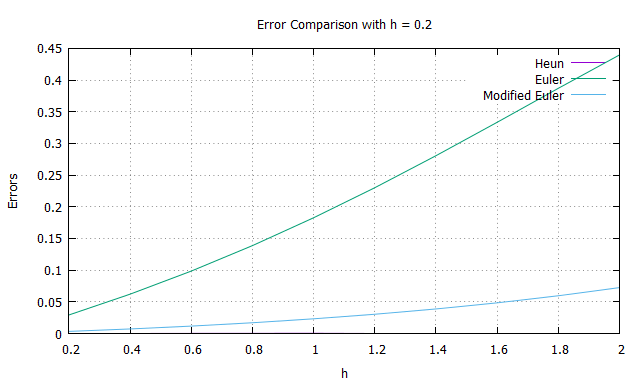 Error Comparison with h = 0.2
Heun
Euler
Modified Euler
Errors
0.45
0.4
0.35
0.3
0.25
0.2
0.15
0.1
0.05
0
0.2 0.4 0.6 0.8 1 1.2 1.4 1.6 1.8 2
h